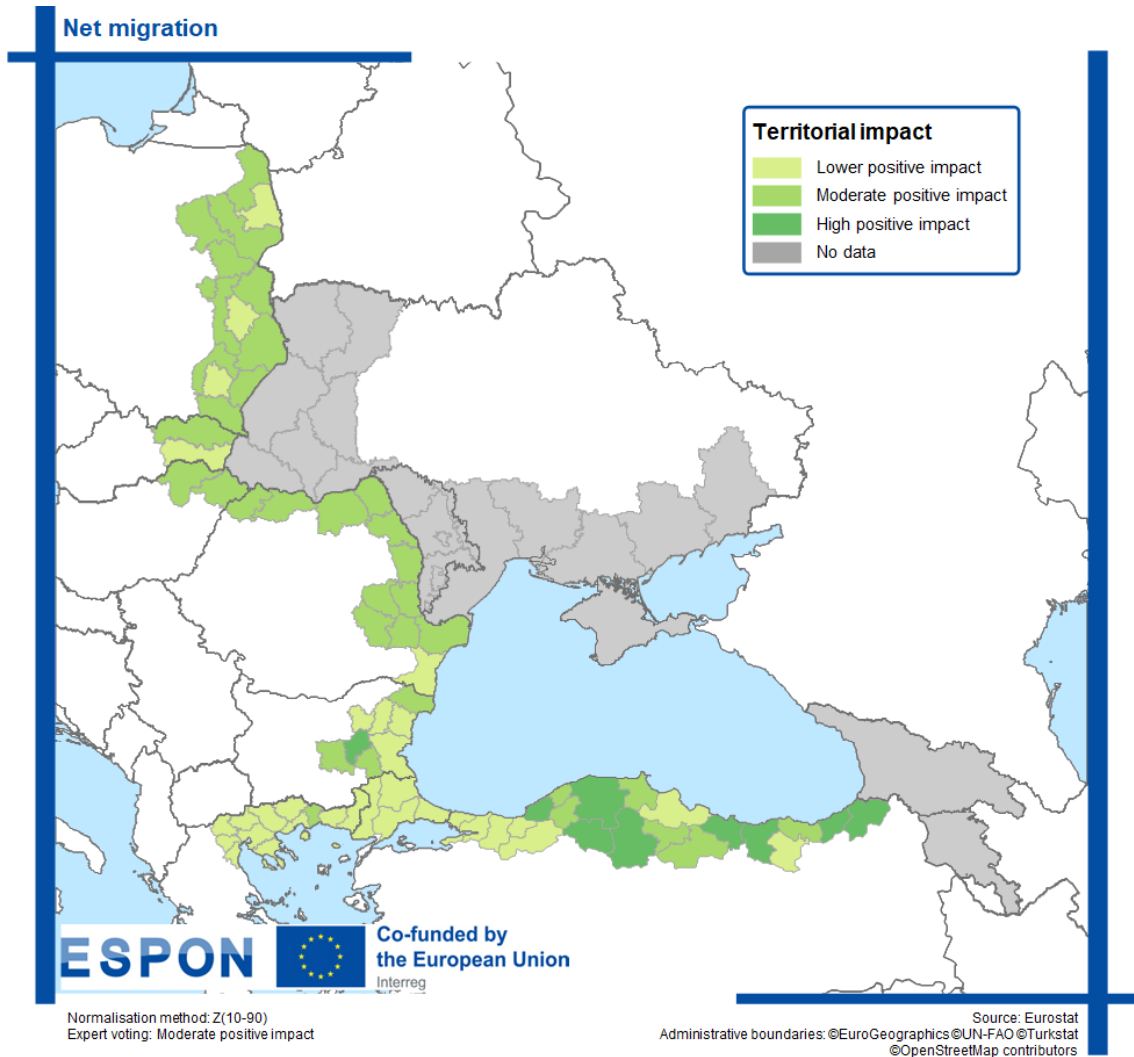 Net migration
Territorial impact
Lower positive impact
Moderate positive impact
High positive impact
No data
ESPON
Co-funded by
the European Union
Interreg
Normalisation method: Z(10-90)
Expert voting: Moderate positive impact
Source: Eurostat
Administrative boundaries: ©EuroGeographics ©UN-FAO ©Turkstat
©OpenStreetMap contributors